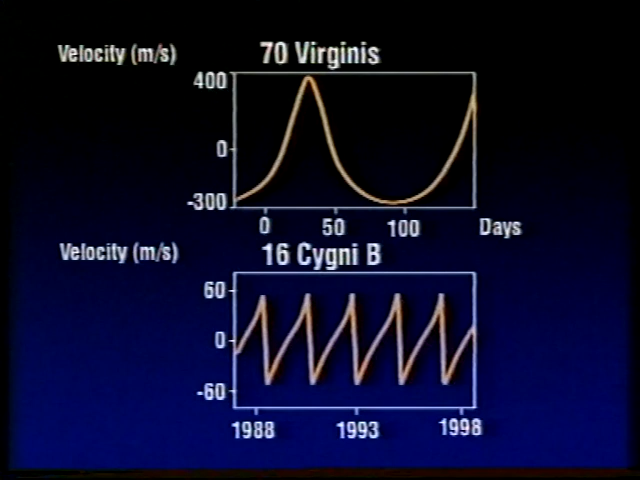 Velocity (m/s)
70 Virginis
400
0
-300
0 50 100 Days
Velocity (m/s)
16 Cygni B
60
0
-60
1988 1993 1998